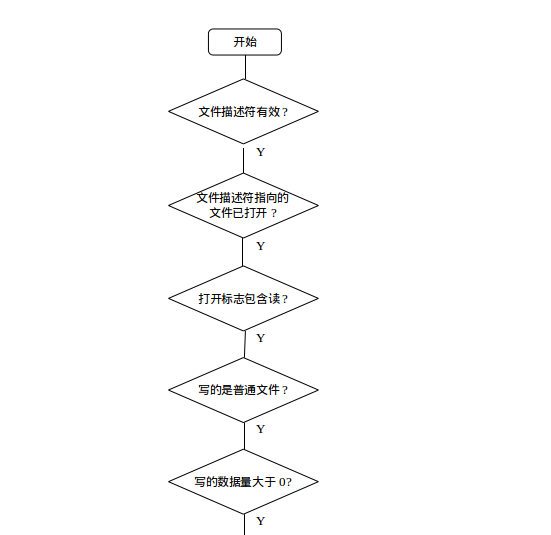 开始
文件描述符有效?
Y
文件描述符指向的
文件已打开 ?
Y
打开标志包含读?
Y
写的是普通文件?
Y
写的数据量大于 0?
Y